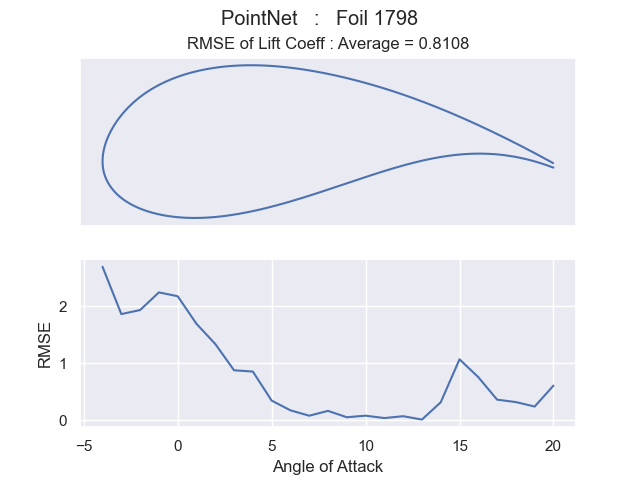 PointNet : Foil 1798
RMSE of Lift Coeff : Average = 0.8108
2
1
0
RMSE
−5 0 5 10 15 20
Angle of Attack